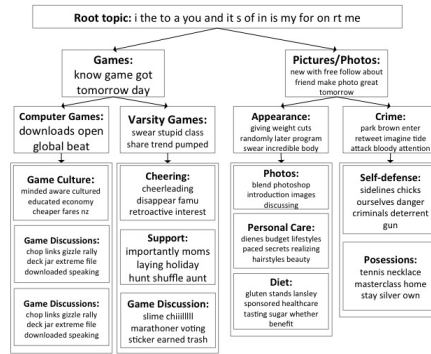 Root topic: i the to a you and it s of in is my for on rt me
Games:
know game got
tomorrow day
Pictures/Photos:
new with free follow about
friend make photo great
tomorrow
Computer Games:
downloads open
global beat
Varsity Games:
swear stupid class
share trend pumped
Appearance:
giving weight cuts
randomly later program
swear incredible body
Crime:
park brown enter
retweet imagine tide
attack bloody attention
Game Culture:
minded aware cultured
educated economy
cheaper fares nz
Game Discussions:
chop links gizzle rally
deck jar extreme file
downloaded speaking
Game Discussions:
chop links gizzle rally
deck jar extreme file
downloaded speaking
Cheering:
cheerleading
disappear famu
retroactive interest
Support:
importantly moms
laying holiday
hunt shuffle aunt
Game Discussion:
slime chiiilllll
marathoner voting
sticker earned trash
Photos:
blend photoshop
introduction images
discussing
Personal Care:
dienes budget lifestyles
paced secrets realizing
hairstyles beauty
Diet:
gluten stands lansley
sponsored healthcare
tasting sugar whether
benefit
Self-defense:
sidelines chicks
ourselves danger
criminals deterrent
gun
Posessions:
tennis necklace
masterclass home
stay silver own